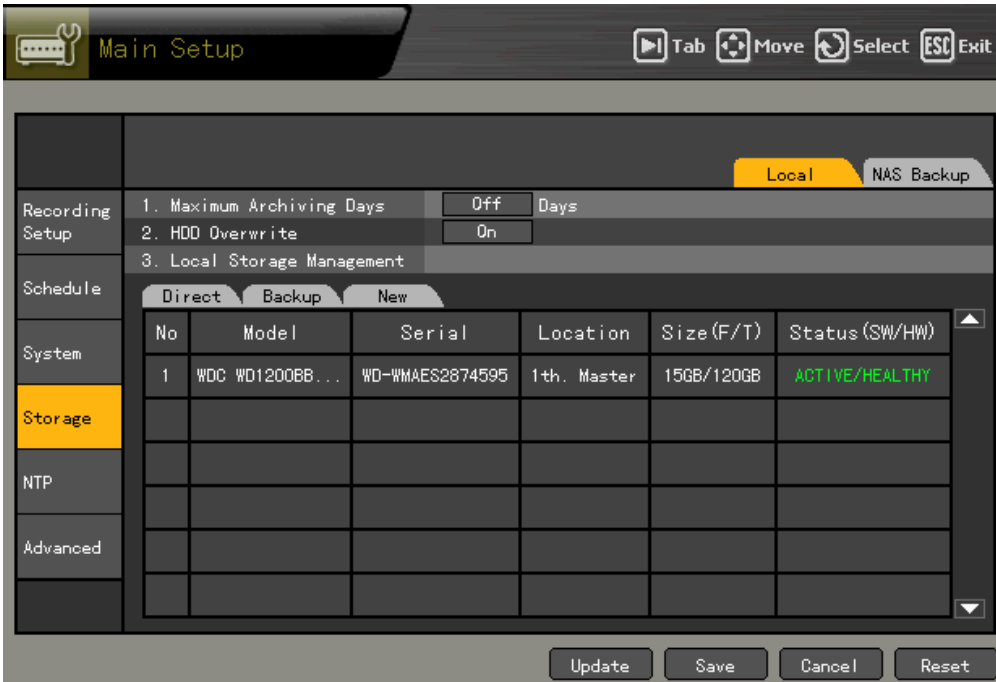 Main Setup
Tab Move Select ESC Exit
Local NAS Backup
Recording Setup
1. Maximum Archiving Days Off Days
2. HDD Overwrite On
3. Local Storage Management
Schedule
Direct Backup New
No Model Serial Location Size(F/T) Status(SW/HW)
System
1 WDC WD1200BB... WD-WMAES2874595 1th. Master 15GB/120GB ACTIVE/HEALTHY
Storage
NTP
Advanced
Update Save Cancel Reset